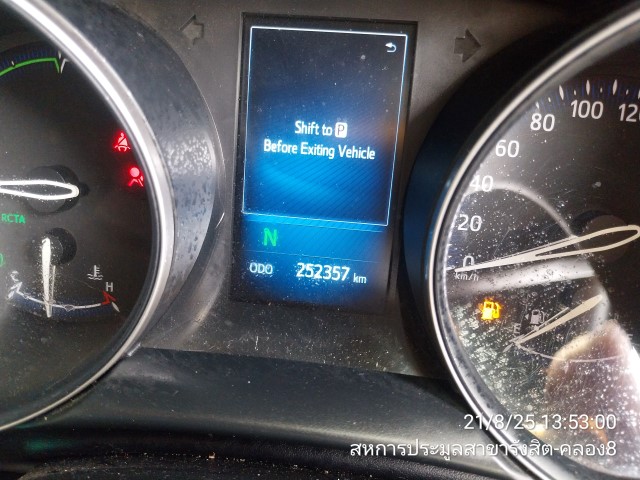 Shift to P
Before Exiting Vehicle
N
ODO 252357 km
RCTA
C
H
120
100
80
60
40
20
0
km/h
E
21/8/25 13:53:00
สหการประมูลสาขารังสิต-คลอง8